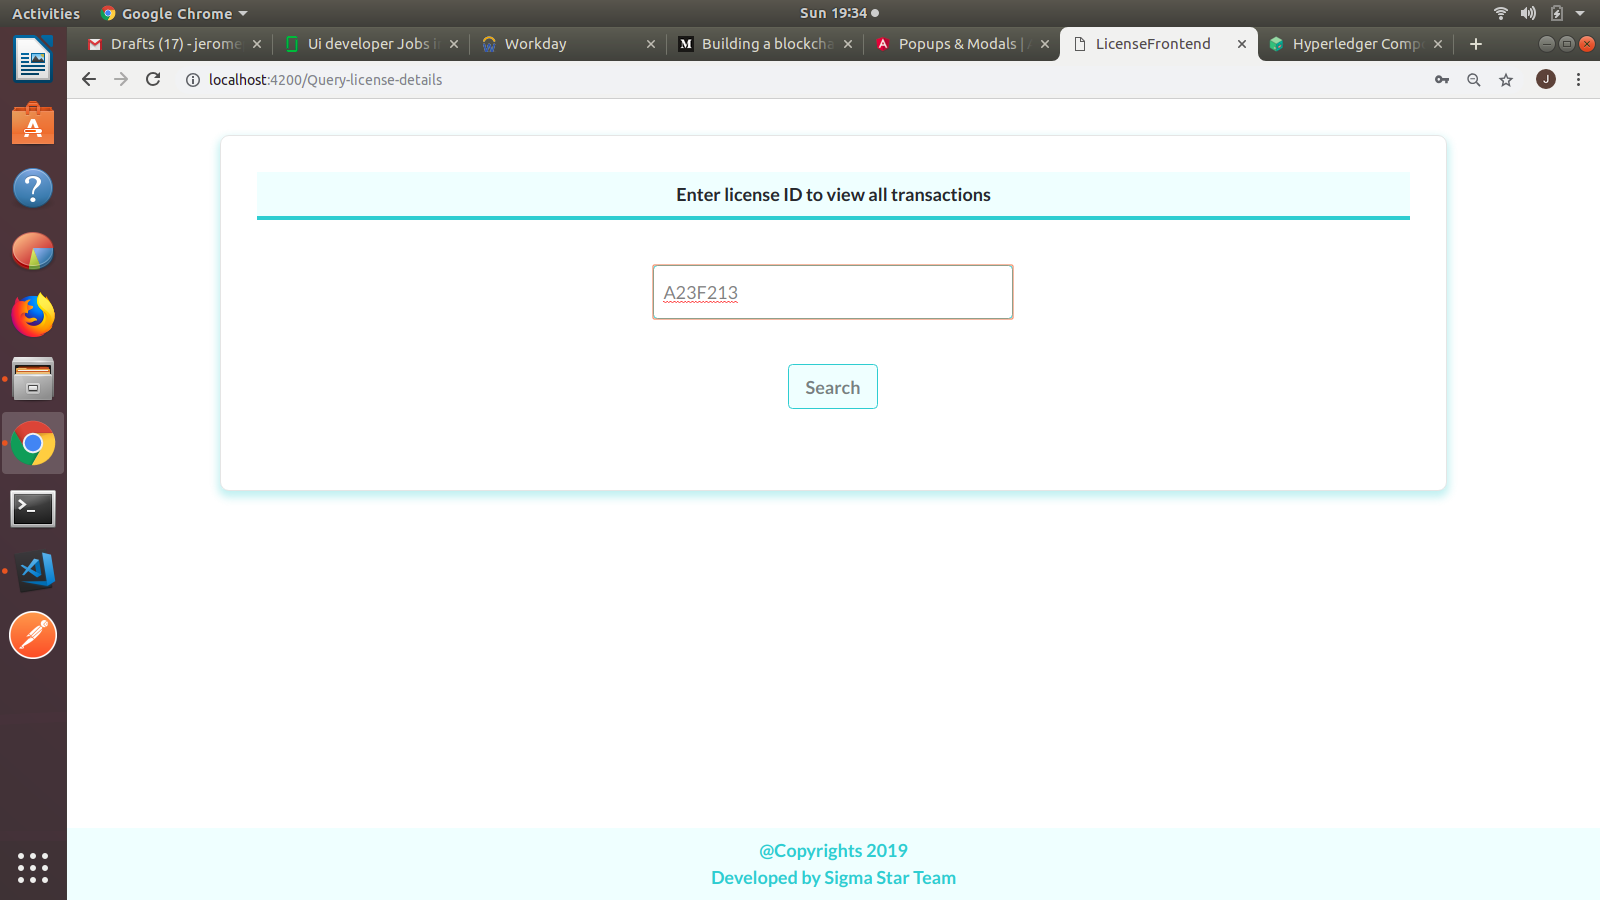 Activities
Google Chrome
Sun 19:34
Drafts (17) - jerome
Ui developer Jobs i
Workday
Building a blockcha
Popups & Modals |
LicenseFrontend
Hyperledger Comp
localhost:4200/Query-license-details
J
Enter license ID to view all transactions
A23F213
Search
@Copyrights 2019
Developed by Sigma Star Team